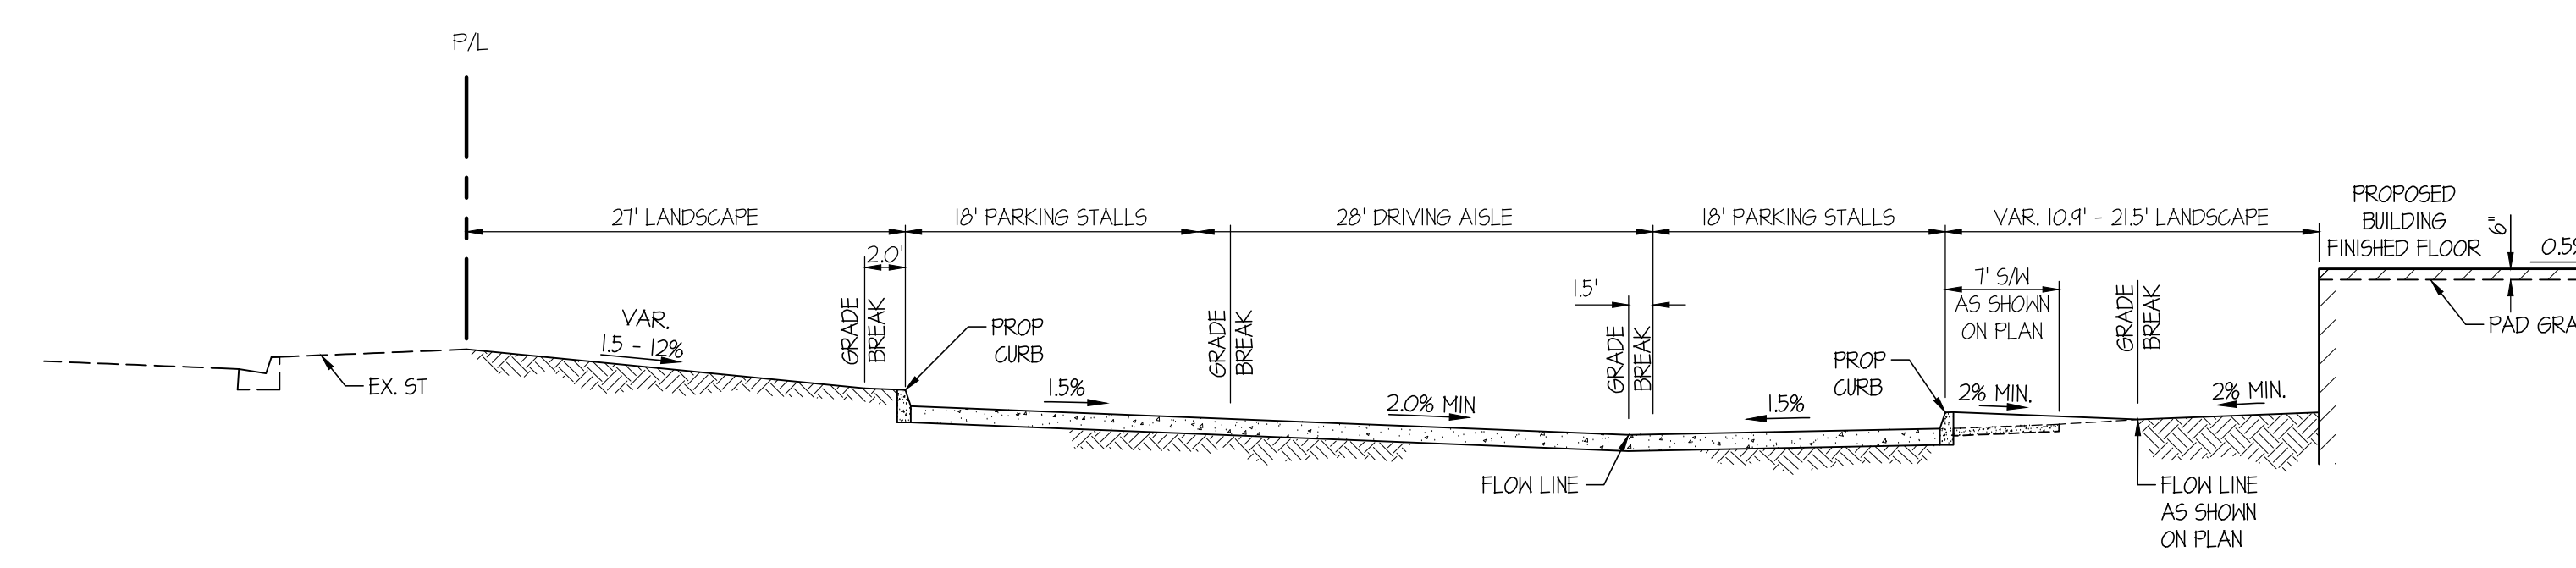 P/L
27' LANDSCAPE
18' PARKING STALLS
28' DRIVING AISLE
18' PARKING STALLS
VAR. 10.9' - 21.5' LANDSCAPE
PROPOSED
BUILDING
FINISHED FLOOR
6"
0.5%
2.0'
7' S/W
AS SHOWN
ON PLAN
1.5'
VAR.
1.5 - 12%
GRADE
BREAK
PROP
CURB
GRADE
BREAK
GRADE
BREAK
PROP
CURB
GRADE
BREAK
PAD GRA
EX. ST
1.5%
2.0% MIN
1.5%
2% MIN.
2% MIN.
FLOW LINE
FLOW LINE
AS SHOWN
ON PLAN